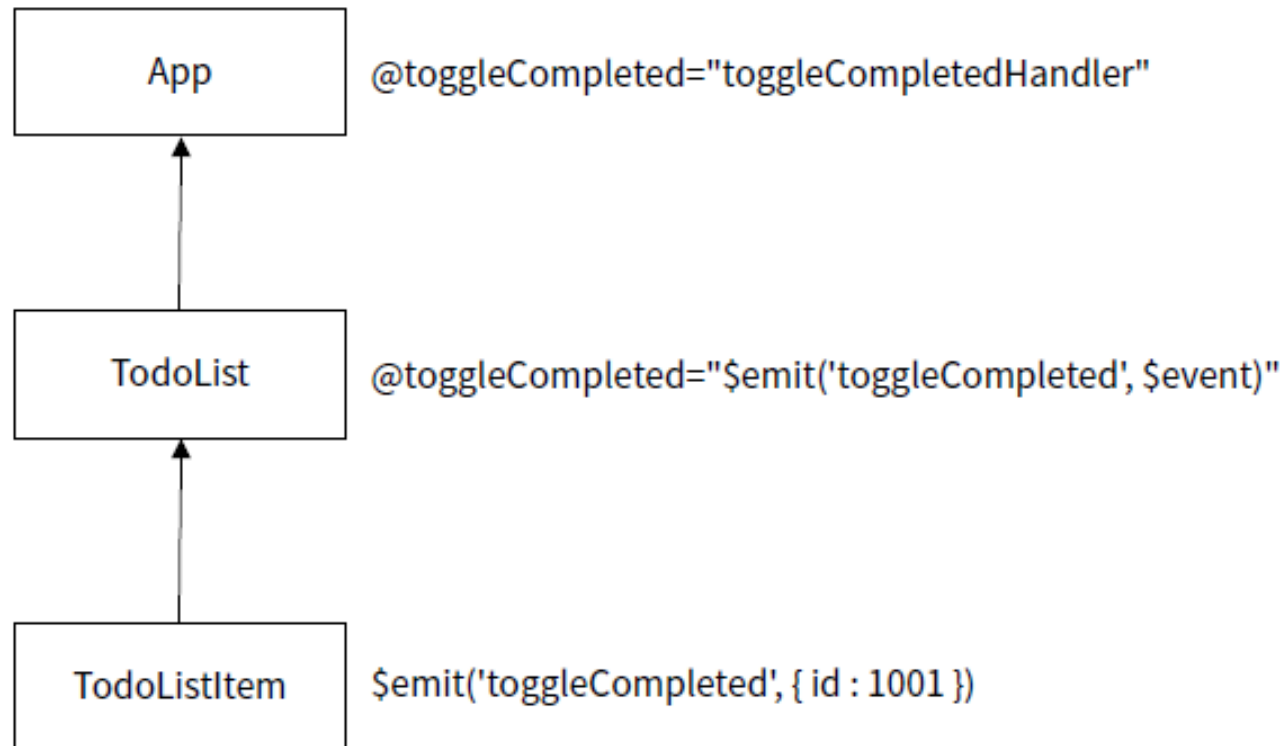 App
@toggleCompleted="toggleCompletedHandler"
TodoList
@toggleCompleted="$emit('toggleCompleted', $event)"
TodoListItem
$emit('toggleCompleted', { id : 1001 })